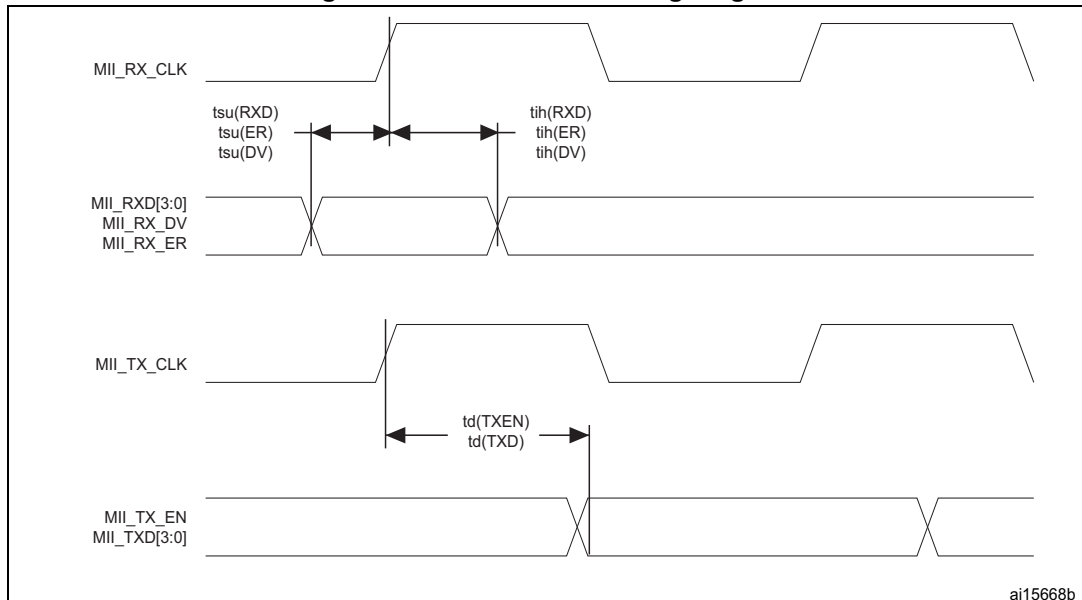 MII_RX_CLK
tsu(RXD)
tsu(ER)
tsu(DV)
tih(RXD)
tih(ER)
tih(DV)
MII_RXD[3:0]
MII_RX_DV
MII_RX_ER
MII_TX_CLK
td(TXEN)
td(TXD)
MII_TX_EN
MII_TXD[3:0]
ai15668b